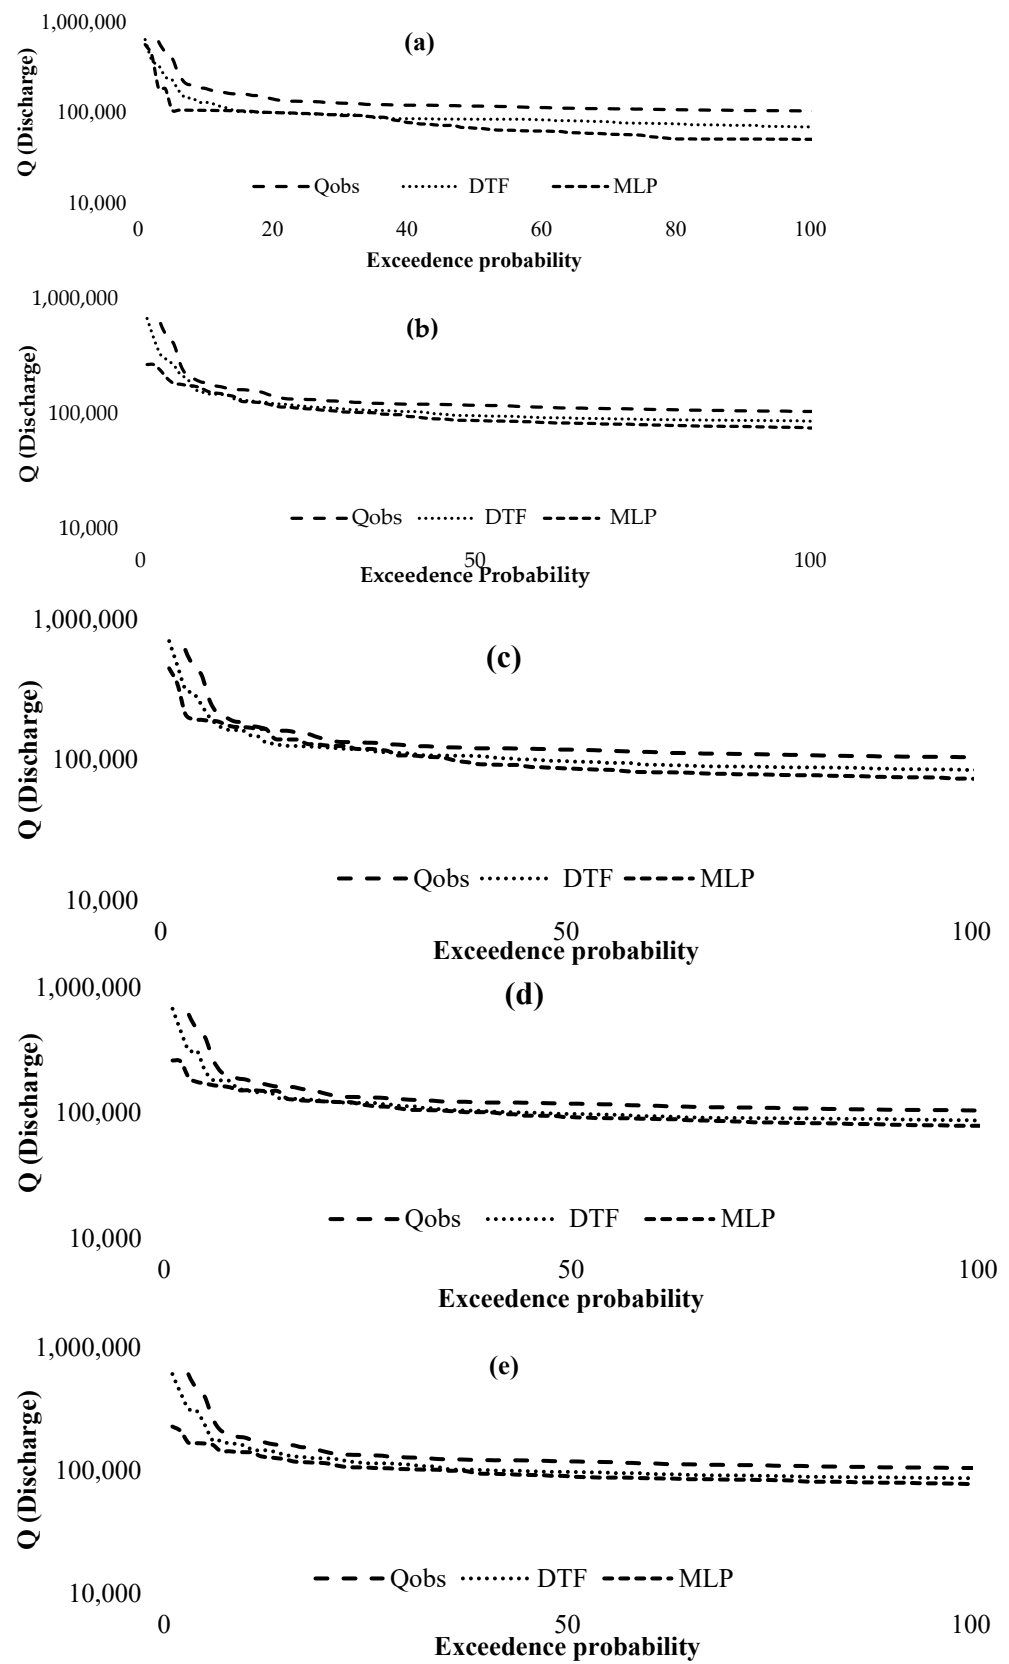 1,000,000
(a)
Q (Discharge)
100,000
Qobs DTF MLP
10,000
0 20 40 60 80 100
Exceedence probability
1,000,000
(b)
Q (Discharge)
100,000
Qobs DTF MLP
10,000
0 50 100
Exceedence Probability
1,000,000
(c)
Q (Discharge)
100,000
Qobs DTF MLP
10,000
0 50 100
Exceedence probability
1,000,000
(d)
Q (Discharge)
100,000
Qobs DTF MLP
10,000
0 50 100
Exceedence probability
1,000,000
(e)
Q (Discharge)
100,000
Qobs DTF MLP
10,000
0 50 100
Exceedence probability